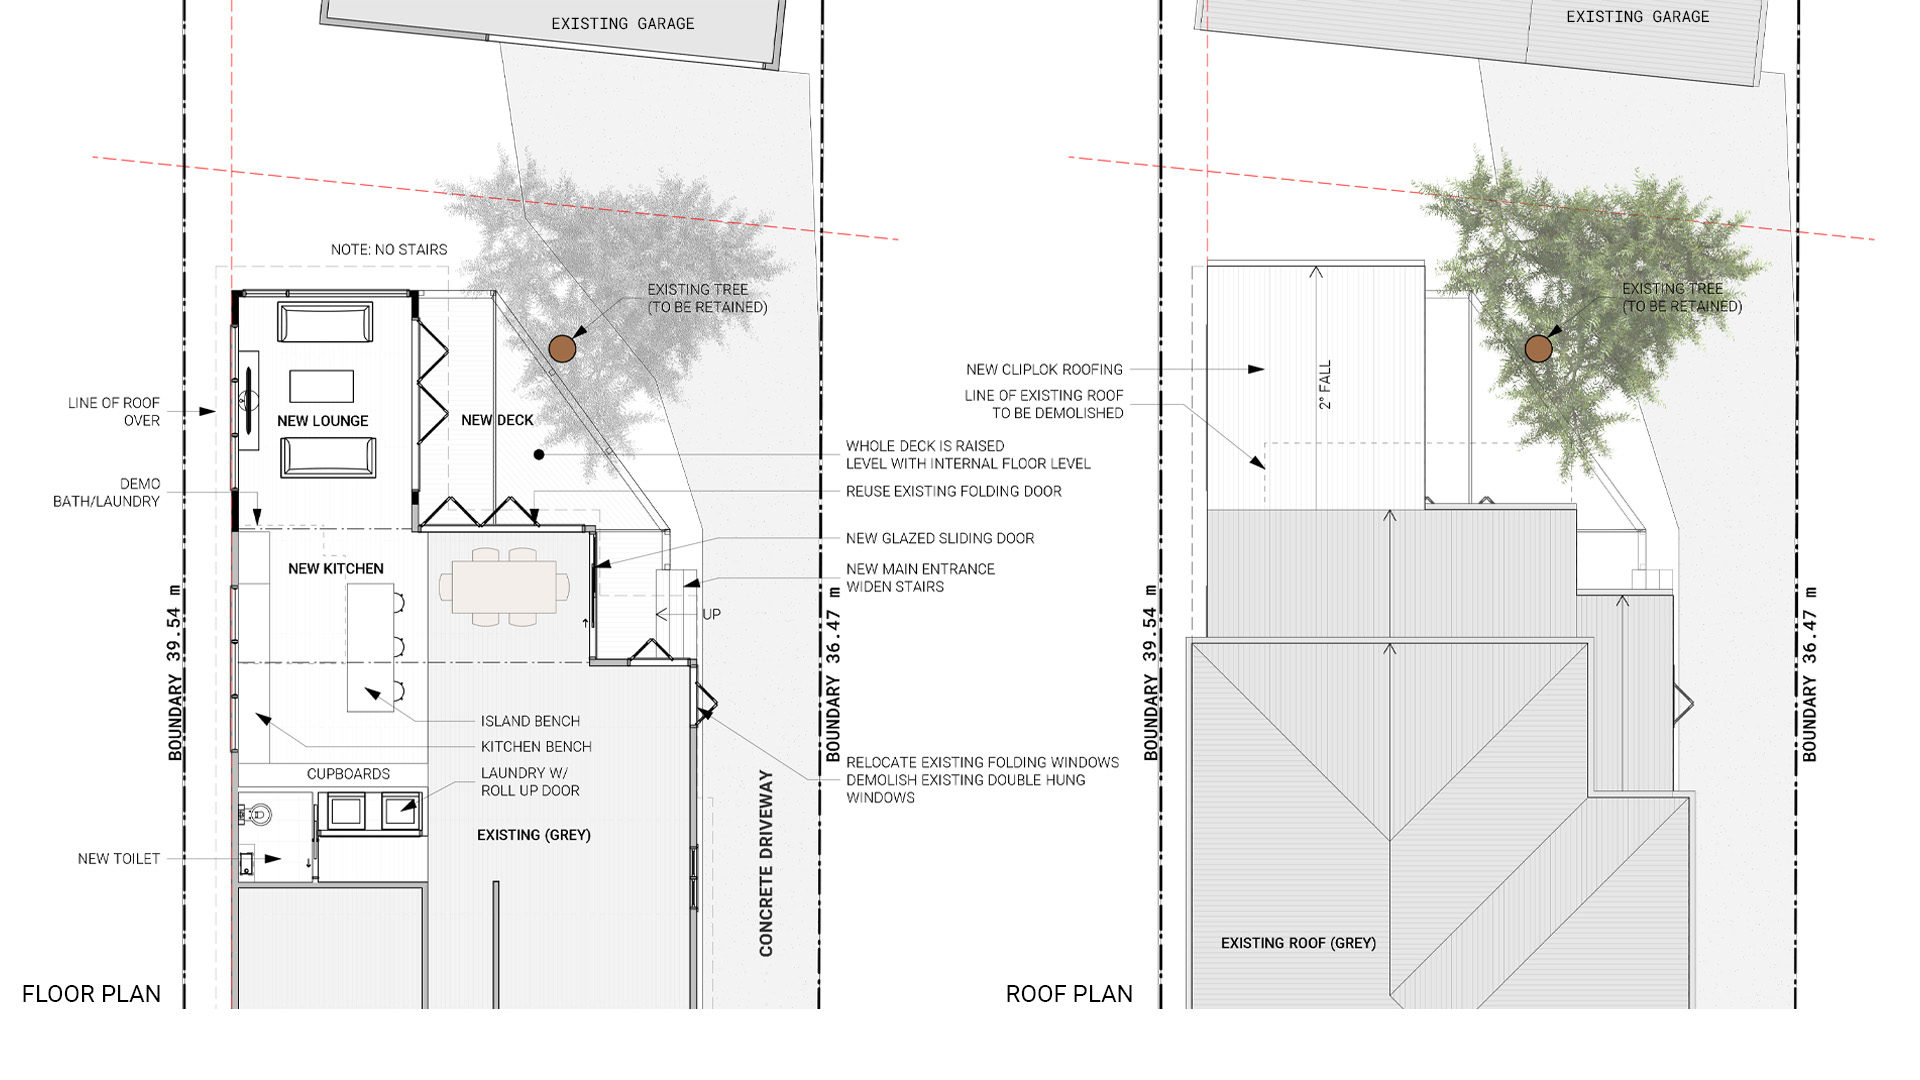 EXISTING GARAGE
NOTE: NO STAIRS
EXISTING TREE
(TO BE RETAINED)
LINE OF ROOF
OVER
NEW LOUNGE
NEW DECK
WHOLE DECK IS RAISED
LEVEL WITH INTERNAL FLOOR LEVEL
REUSE EXISTING FOLDING DOOR
DEMO
BATH/LAUNDRY
NEW GLAZED SLIDING DOOR
NEW KITCHEN
NEW MAIN ENTRANCE
WIDEN STAIRS
UP
BOUNDARY 39.54 m
BOUNDARY 36.47 m
ISLAND BENCH
KITCHEN BENCH
CUPBOARDS
LAUNDRY W/
ROLL UP DOOR
RELOCATE EXISTING FOLDING WINDOWS
DEMOLISH EXISTING DOUBLE HUNG
WINDOWS
EXISTING (GREY)
NEW TOILET
CONCRETE DRIVEWAY
FLOOR PLAN
EXISTING GARAGE
EXISTING TREE
(TO BE RETAINED)
NEW CLIPLOK ROOFING
LINE OF EXISTING ROOF
TO BE DEMOLISHED
2° FALL
BOUNDARY 39.54 m
BOUNDARY 36.47 m
EXISTING ROOF (GREY)
ROOF PLAN